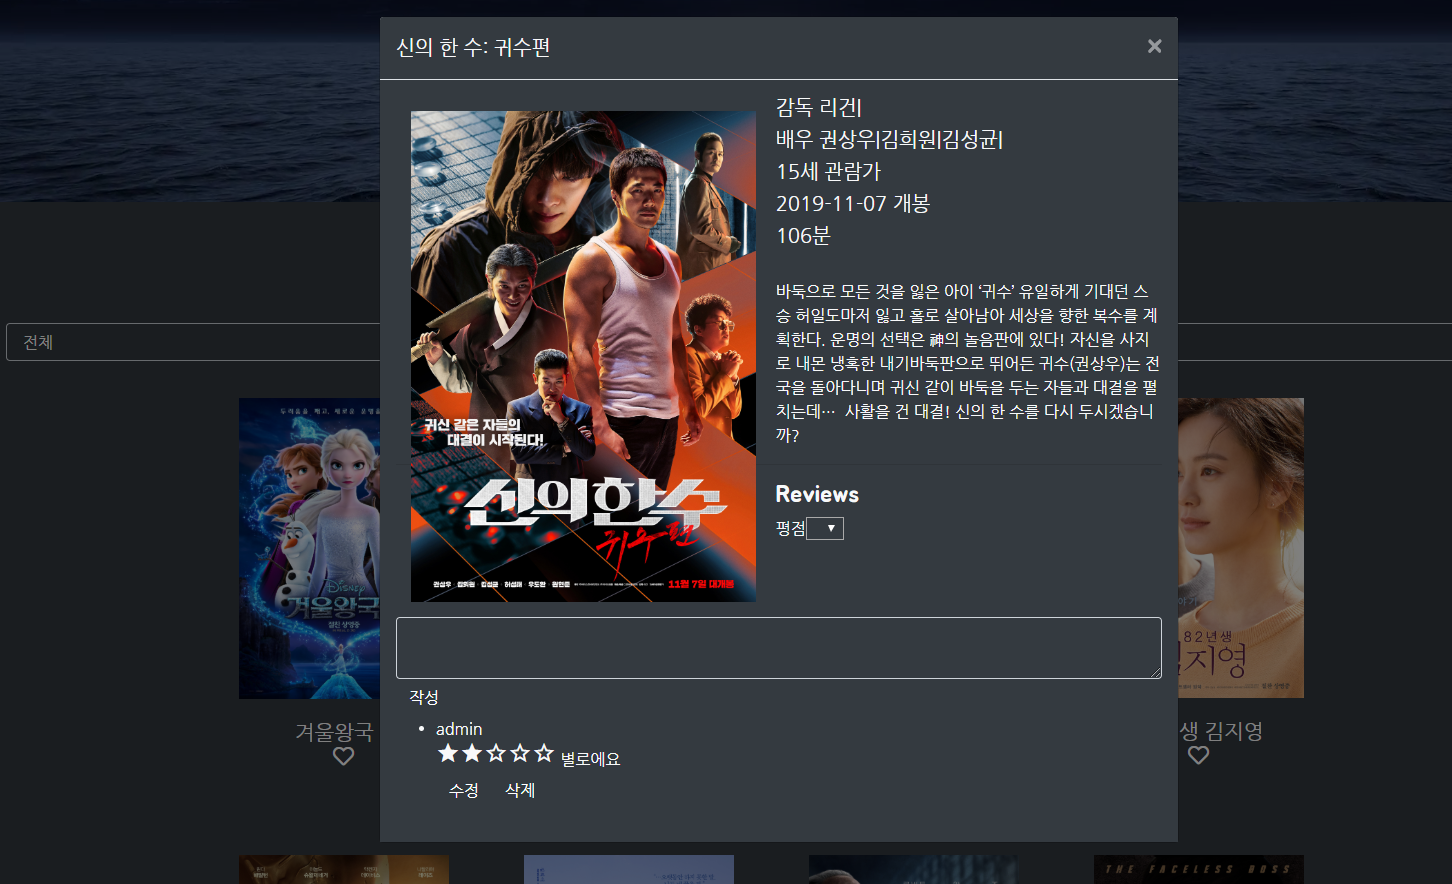 신의 한 수: 귀수편
×
감독 리건|
배우 권상우|김희원|김성균|
15세 관람가
2019-11-07 개봉
106분
바둑으로 모든 것을 잃은 아이 ‘귀수’ 유일하게 기대던 스
승 허일도마저 잃고 홀로 살아남아 세상을 향한 복수를 계
획한다. 운명의 선택은 神의 놀음판에 있다! 자신을 사지
로 내몬 냉혹한 내기바둑판으로 뛰어든 귀수(권상우)는 전
국을 돌아다니며 귀신 같이 바둑을 두는 자들과 대결을 펼
치는데… 사활을 건 대결! 신의 한 수를 다시 두시겠습니
까?
귀신 같은 자들의
대결이 시작된다!
신의한수
귀수편
권상우 김희원 김성균 허성태 우도환 원현준
11월 7일 대개봉
Reviews
평점
작성
admin
별로에요
수정 삭제
전체
DISNEY
겨울왕국
절찬 상영중
겨울왕국
82년생
김지영
생 김지영
THE FACELESS BOSS